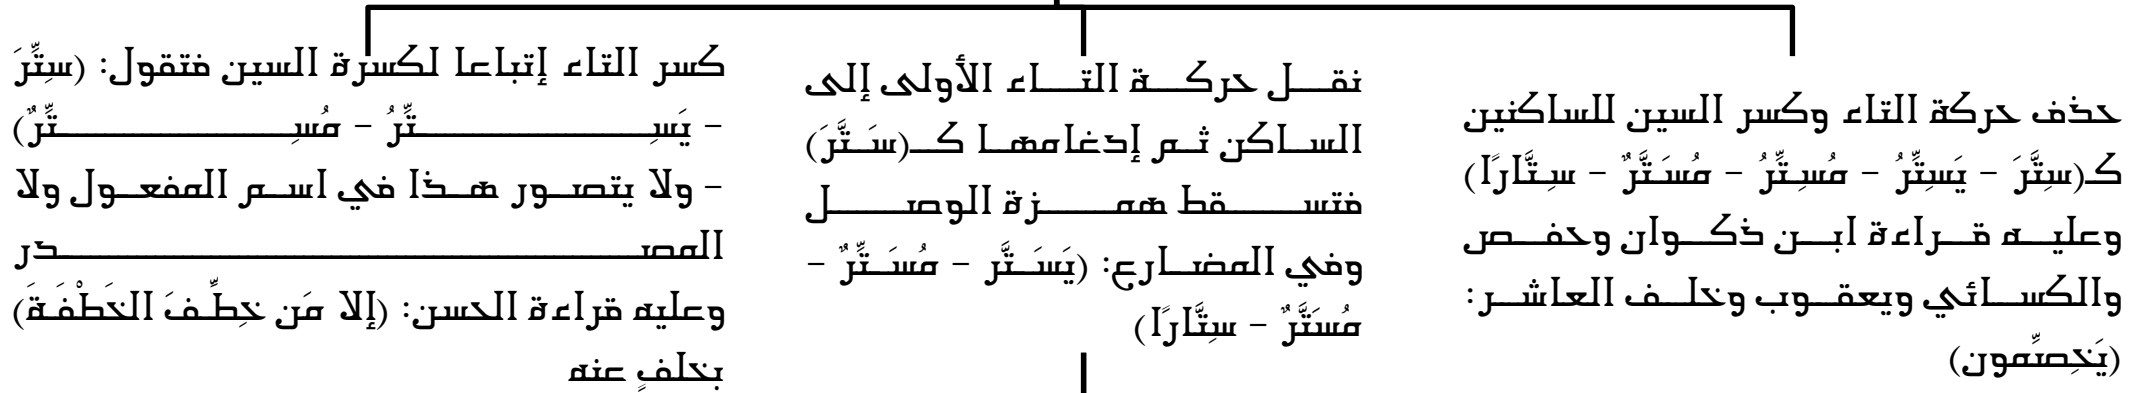 حذف حركة التاء وكسر السين للساكنين
كـ(سِتَّرَ - يَسِتِّرُ - مُسِتِّرُ - مُسَتَّرٌ - سِتَّارًا)
وعليه قراءة ابن ذكوان وحفص
والكسائي ويعقوب وخلف العاشر:
(يَخِصِّمون)
نقل حركة التاء الأولى إلى
الساكن ثم إدغامها كـ(سَتَّرَ)
فتسقط همزة الوصل
وفي المضارع: (يَسَتَّر - مُسَتِّرٌ -
مُسَتَّرٌ - سِتَّارًا)
كسر التاء إتباعا لكسرة السين فتقول: (سِتِّرَ
- يَسِتِّرُ - مُسِتِّرٌ)
- ولا يتصور هذا في اسم المفعول ولا
المصدر
وعليه قراءة الحسن: (إلا مَن خِطِّفَ الخَطْفَةَ)
بخلفٍ عنه